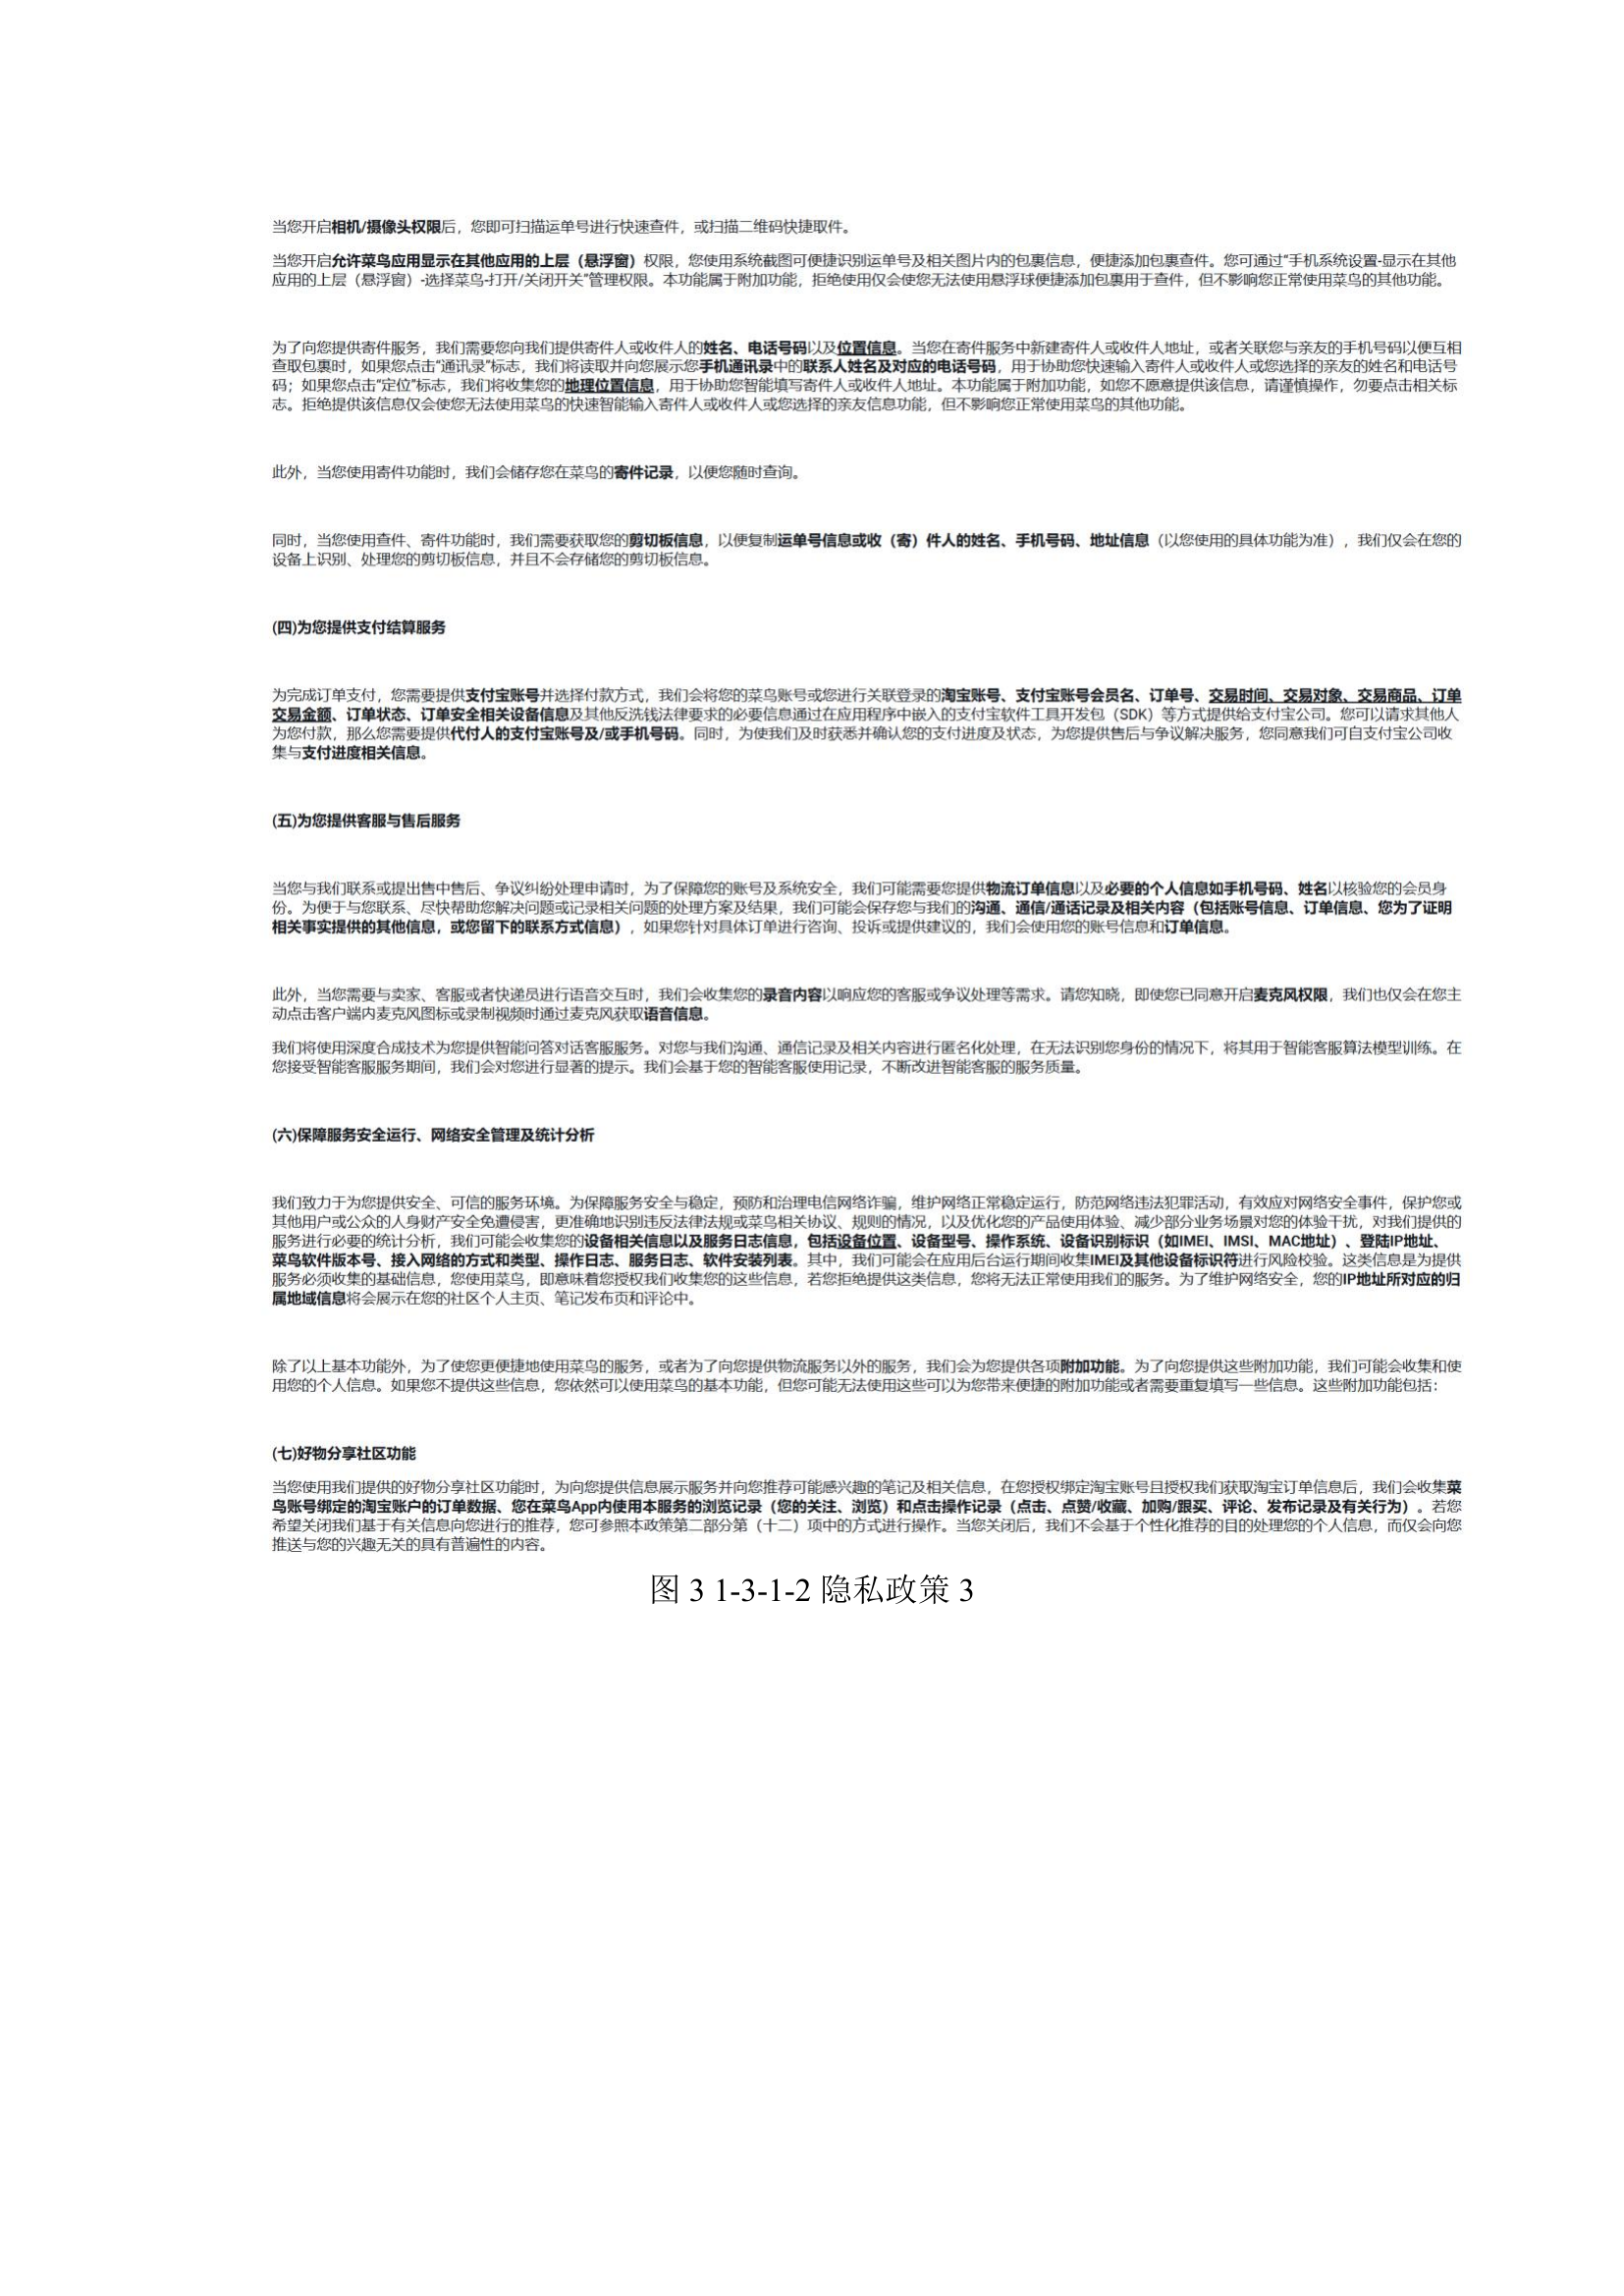 当您开启相机/摄像头权限后，您即可扫描运单号进行快速查件，或扫描二维码快捷取件。
当您开启允许菜鸟应用显示在其他应用的上层（悬浮窗）权限，您使用系统截图可便捷识别运单号及相关图片内的包裹信息，便捷添加包裹查件。您可通过“手机系统设置-显示在其他
应用的上层（悬浮窗）-选择菜鸟-打开/关闭开关”管理权限。本功能属于附加功能，拒绝使用仅会使您无法使用悬浮球便捷添加包裹用于查件，但不影响您正常使用菜鸟的其他功能。
为了向您提供寄件服务，我们需要您向我们提供寄件人或收件人的姓名、电话号码以及位置信息。当您在寄件服务中新建寄件人或收件人地址，或者关联您与亲友的手机号码以便互相
查取包裹时，如果您点击“通讯录”标志，我们将读取并向您展示您手机通讯录中的联系人姓名及对应的电话号码，用于协助您快速输入寄件人或收件人或您选择的亲友的姓名和电话号
码；如果您点击“定位”标志，我们将收集您的地理位置信息，用于协助您智能填写寄件人或收件人地址。本功能属于附加功能，如您不愿意提供该信息，请谨慎操作，勿要点击相关标
志。拒绝提供该信息仅会使您无法使用菜鸟的快速智能输入寄件人或收件人或您选择的亲友信息功能，但不影响您正常使用菜鸟的其他功能。
此外，当您使用寄件功能时，我们会储存您在菜鸟的寄件记录，以便您随时查询。
同时，当您使用查件、寄件功能时，我们需要获取您的剪切板信息，以便复制运单号信息或收（寄）件人的姓名、手机号码、地址信息（以您使用的具体功能为准），我们仅会在您的
设备上识别、处理您的剪切板信息，并且不会存储您的剪切板信息。
(四)为您提供支付结算服务
为完成订单支付，您需要提供支付宝账号并选择付款方式，我们会将您的菜鸟账号或您进行关联登录的淘宝账号、支付宝账号会员名、订单号、交易时间、交易对象、交易商品、订单
交易金额、订单状态、订单安全相关设备信息及其他反洗钱法律要求的必要信息通过在应用程序中嵌入的支付宝软件工具开发包（SDK）等方式提供给支付宝公司。您可以请求其他人
为您付款，那么您需要提供代付人的支付宝账号及/或手机号码。同时，为使我们及时获悉并确认您的支付进度及状态，为您提供售后与争议解决服务，您同意我们可自支付宝公司收
集与支付进度相关信息。
(五)为您提供客服与售后服务
当您与我们联系或提出售中售后、争议纠纷处理申请时，为了保障您的账号及系统安全，我们可能需要您提供物流订单信息以及必要的个人信息如手机号码、姓名以核验您的会员身
份。为便于与您联系、尽快帮助您解决问题或记录相关问题的处理方案及结果，我们可能会保存您与我们的沟通、通信/通话记录及相关内容（包括账号信息、订单信息、您为了证明
相关事实提供的其他信息，或您留下的联系方式信息），如果您针对具体订单进行咨询、投诉或提供建议的，我们会使用您的账号信息和订单信息。
此外，当您需要与卖家、客服或者快递员进行语音交互时，我们会收集您的录音内容以响应您的客服或争议处理等需求。请您知晓，即使您已同意开启麦克风权限，我们也仅会在您主
动点击客户端内麦克风图标或录制视频时通过麦克风获取语音信息。
我们将使用深度合成技术为您提供智能问答对话客服服务。对您与我们沟通、通信记录及相关内容进行匿名化处理，在无法识别您身份的情况下，将其用于智能客服算法模型训练。在
您接受智能客服服务期间，我们会对您进行显著的提示。我们会基于您的智能客服使用记录，不断改进智能客服的服务质量。
(六)保障服务安全运行、网络安全管理及统计分析
我们致力于为您提供安全、可信的服务环境。为保障服务安全与稳定，预防和治理电信网络诈骗，维护网络正常稳定运行，防范网络违法犯罪活动，有效应对网络安全事件，保护您或
其他用户或公众的人身财产安全免遭侵害，更准确地识别违反法律法规或菜鸟相关协议、规则的情况，以及优化您的产品使用体验、减少部分业务场景对您的体验干扰，对我们提供的
服务进行必要的统计分析，我们可能会收集您的设备相关信息以及服务日志信息，包括设备位置、设备型号、操作系统、设备识别标识（如IMEI、IMSI、MAC地址）、登陆IP地址、
菜鸟软件版本号、接入网络的方式和类型、操作日志、服务日志、软件安装列表。其中，我们可能会在应用后台运行期间收集IMEI及其他设备标识符进行风险校验。这类信息是为提供
服务必须收集的基础信息，您使用菜鸟，即意味着您授权我们收集您的这些信息，若您拒绝提供这类信息，您将无法正常使用我们的服务。为了维护网络安全，您的IP地址所对应的归
属地域信息将会展示在您的社区个人主页、笔记发布页和评论中。
除了以上基本功能外，为了使您更便捷地使用菜鸟的服务，或者为了向您提供物流服务以外的服务，我们会为您提供各项附加功能。为了向您提供这些附加功能，我们可能会收集和使
用您的个人信息。如果您不提供这些信息，您依然可以使用菜鸟的基本功能，但您可能无法使用这些可以为您带来便捷的附加功能或者需要重复填写一些信息。这些附加功能包括：
(七)好物分享社区功能
当您使用我们提供的好物分享社区功能时，为向您提供信息展示服务并向您推荐可能感兴趣的笔记及相关信息，在您授权绑定淘宝账号且授权我们获取淘宝订单信息后，我们会收集菜
鸟账号绑定的淘宝账户的订单数据、您在菜鸟App内使用本服务的浏览记录（您的关注、浏览）和点击操作记录（点击、点赞/收藏、加购/跟买、评论、发布记录及有关行为）。若您
希望关闭我们基于有关信息向您进行的推荐，您可参照本政策第二部分第（十二）项中的方式进行操作。当您关闭后，我们不会基于个性化推荐的目的处理您的个人信息，而仅会向您
推送与您的兴趣无关的具有普遍性的内容。
图 3 1-3-1-2 隐私政策 3